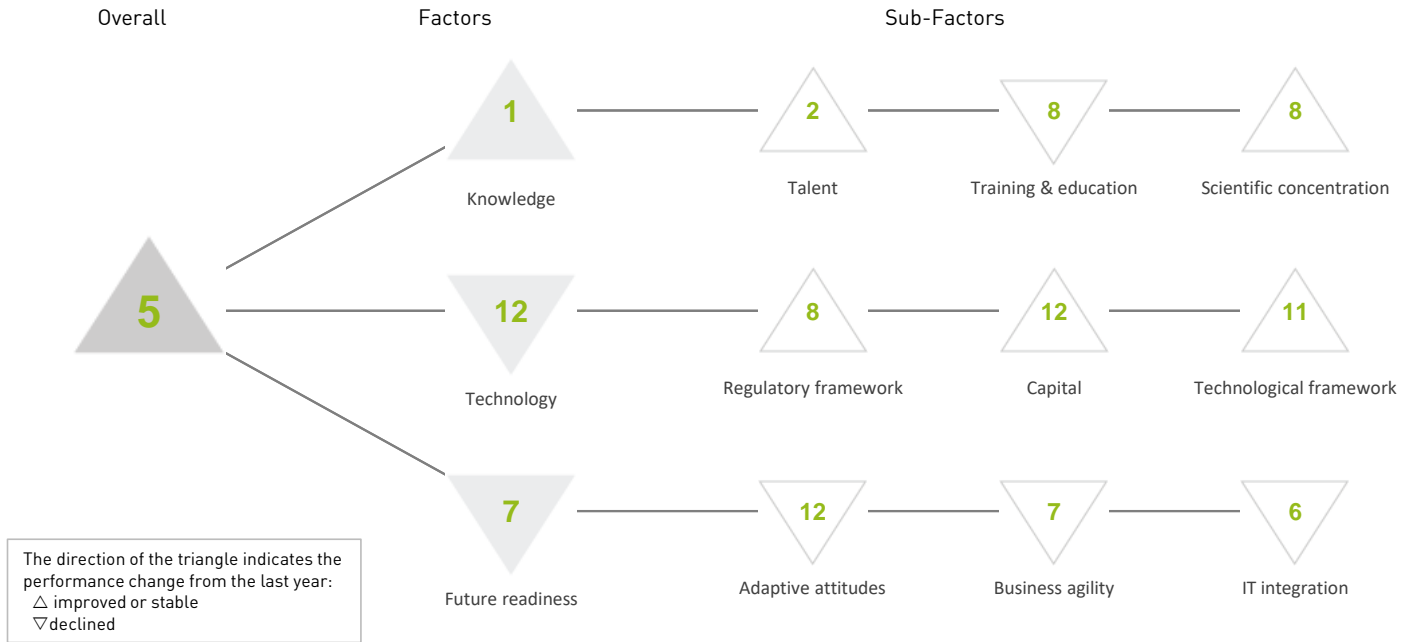 Overall Factors Sub-Factors
1 2 8 8
Knowledge Talent Training & education Scientific concentration
5 12 8 12 11
Technology Regulatory framework Capital Technological framework
7 12 7 6
Future readiness Adaptive attitudes Business agility IT integration
The direction of the triangle indicates the
performance change from the last year:
△ improved or stable
▽declined